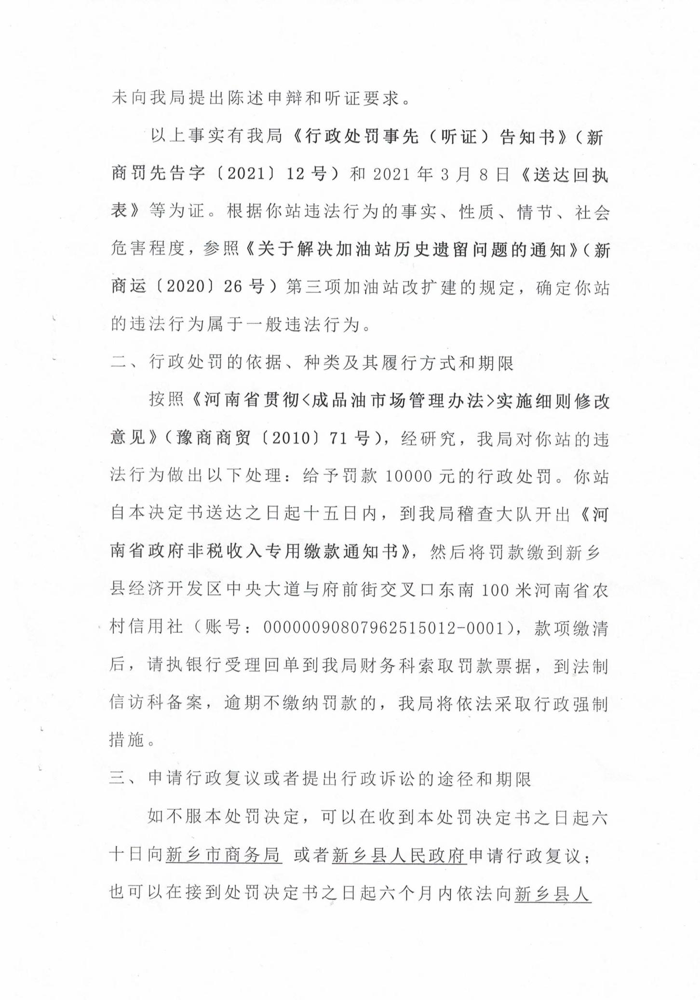 未向我局提出陈述申辩和听证要求。
以上事实有我局《行政处罚事先（听证）告知书》（新
商罚先告字〔2021〕12号）和2021年3月8日《送达回执
表》等为证。根据你站违法行为的事实、性质、情节、社会
危害程度，参照《关于解决加油站历史遗留问题的通知》（新
商运〔2020〕26号）第三项加油站改扩建的规定，确定你站
的违法行为属于一般违法行为。
二、行政处罚的依据、种类及其履行方式和期限
按照《河南省贯彻<成品油市场管理办法>实施细则修改
意见》（豫商商贸〔2010〕71号），经研究，我局对你站的违
法行为做出以下处理：给予罚款10000元的行政处罚。你站
自本决定书送达之日起十五日内，到我局稽查大队开出《河
南省政府非税收入专用缴款通知书》，然后将罚款缴到新乡
县经济开发区中央大道与府前街交叉口东南100米河南省农
村信用社（账号：00000090807962515012-0001），款项缴清
后，请执银行受理回单到我局财务科索取罚款票据，到法制
信访科备案，逾期不缴纳罚款的，我局将依法采取行政强制
措施。
三、申请行政复议或者提出行政诉讼的途径和期限
如不服本处罚决定，可以在收到本处罚决定书之日起六
十日向新乡市商务局 或者新乡县人民政府申请行政复议；
也可以在接到处罚决定书之日起六个月内依法向新乡县人